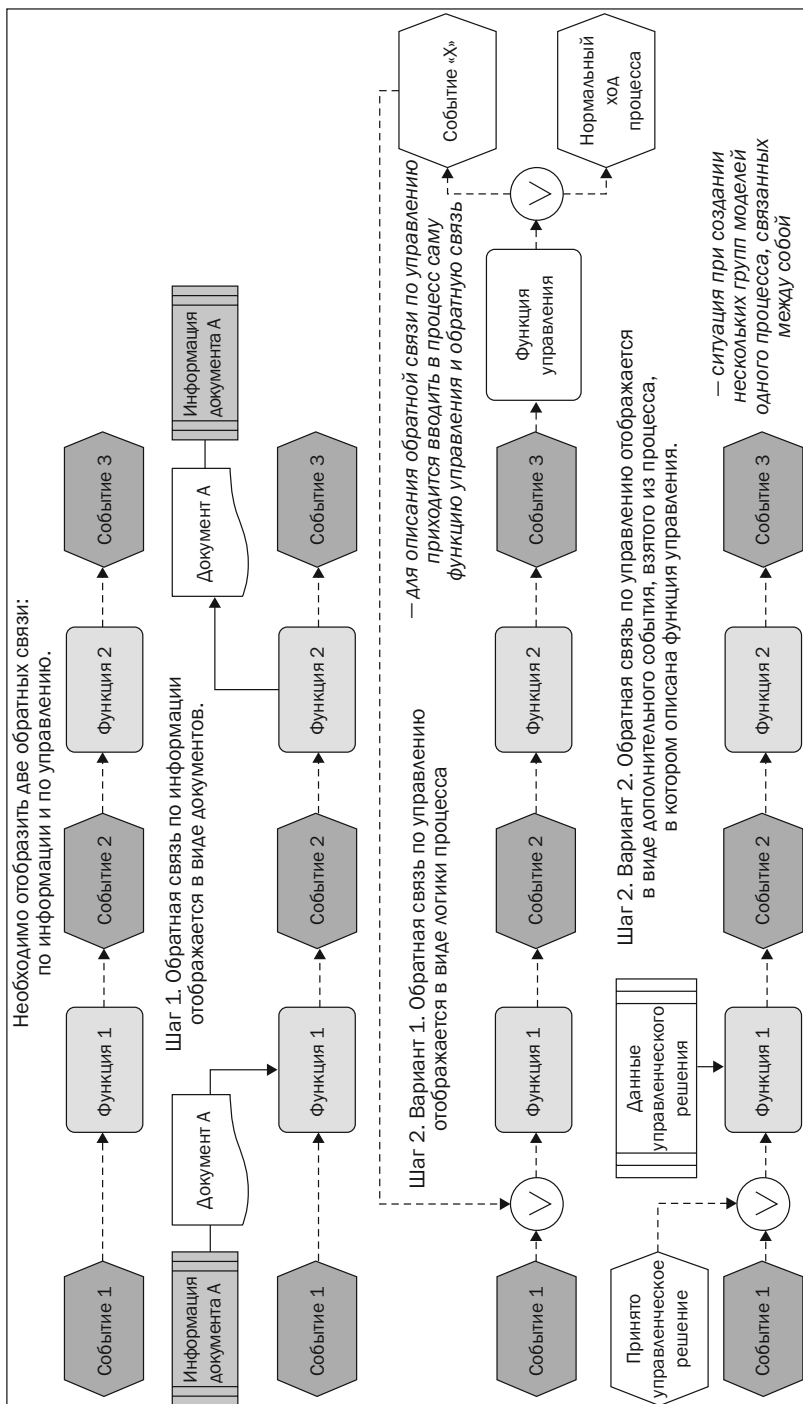 Необходимо отобразить две обратных связи:
по информации и по управлению.
Событие 1
Функция 1
Событие 2
Функция 2
Событие 3
Шаг 1. Обратная связь по информации
отображается в виде документов.
Информация
документа А
Документ А
Документ А
Информация
документа А
Событие 1
Функция 1
Событие 2
Функция 2
Событие 3
Шаг 2. Вариант 1. Обратная связь по управлению
отображается в виде логики процесса
— для описания обратной связи по управлению
приходится вводить в процесс саму
функцию управления и обратную связь
Событие «X»
Событие 1
V
Функция 1
Событие 2
Функция 2
Событие 3
Функция
управления
V
Нормальный
ход
процесса
Шаг 2. Вариант 2. Обратная связь по управлению отображается
в виде дополнительного события, взятого из процесса,
в котором описана функция управления.
Принято
управленческое
решение
Данные
управленческого
решения
— ситуация при создании
нескольких групп моделей
одного процесса, связанных
между собой
Событие 1
V
Функция 1
Событие 2
Функция 2
Событие 3